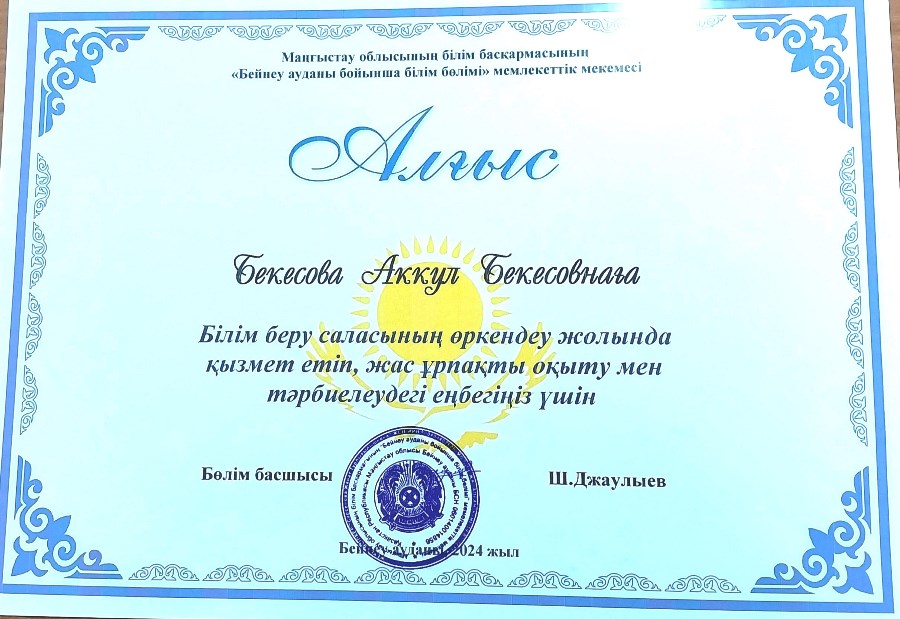 Маңғыстау облысының білім басқармасының
«Бейнеу ауданы бойынша білім бөлімі» мемлекеттік мекемесі
Алғыс
Бекесова Аккул Бекесовнаға
Білім беру саласының өркендеу жолында
қызмет етіп, жас ұрпақты оқыту мен
тәрбиелеудегі еңбегіңіз үшін
Бөлім басшысы
Ш.Джаулыев
Бейнеу ауданы, 2024 жыл